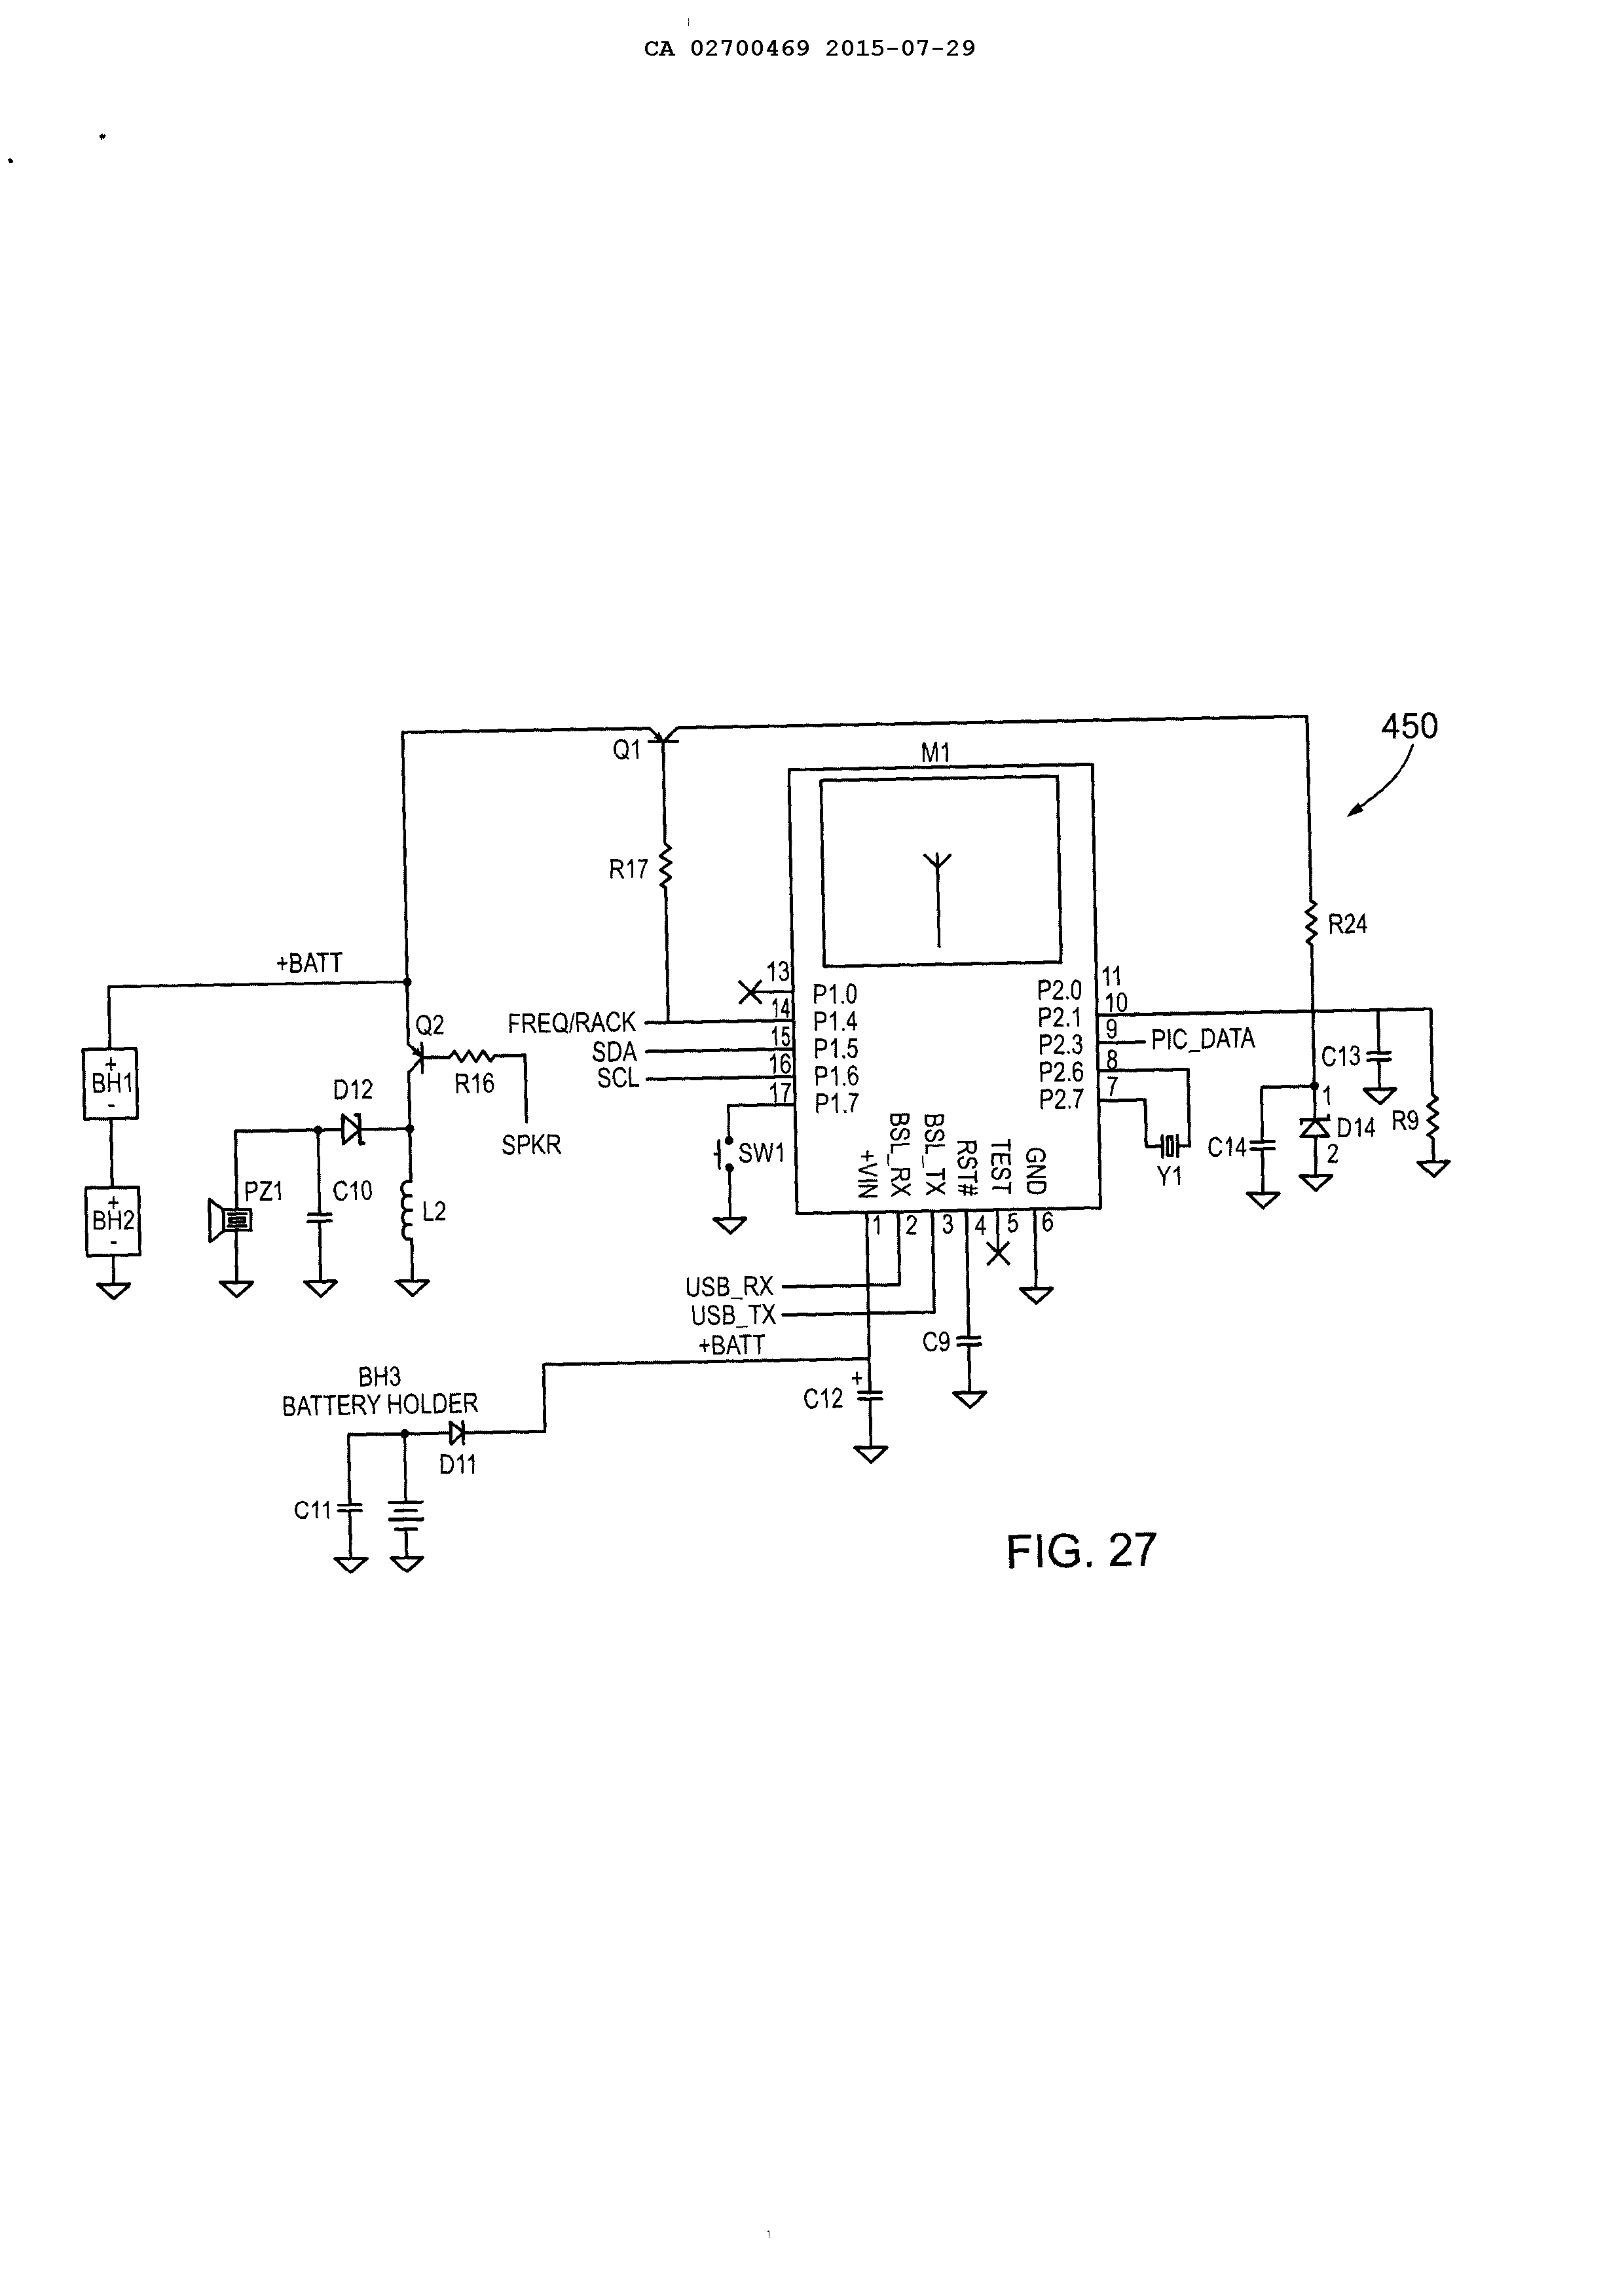 CA 02700469 2015-07-29
450
Q1
M1
R17
R24
+BATT
13
P1.0
P2.0
11
10
FREQ/RACK
14
P1.4
P2.1
9
PIC_DATA
SDA
15
P1.5
P2.3
8
SCL
16
P1.6
P2.6
7
17
P1.7
P2.7
Q2
R16
SPKR
+
BH1
-
+
BH2
-
D12
PZ1
C10
L2
SW1
Y1
C13
C14
1
D14
2
R9
+VIN
BSL_RX
BSL_TX
RST#
TEST
GND
1
2
3
4
5
6
USB_RX
USB_TX
+BATT
C9
+
C12
BH3
BATTERY HOLDER
D11
C11
FIG. 27